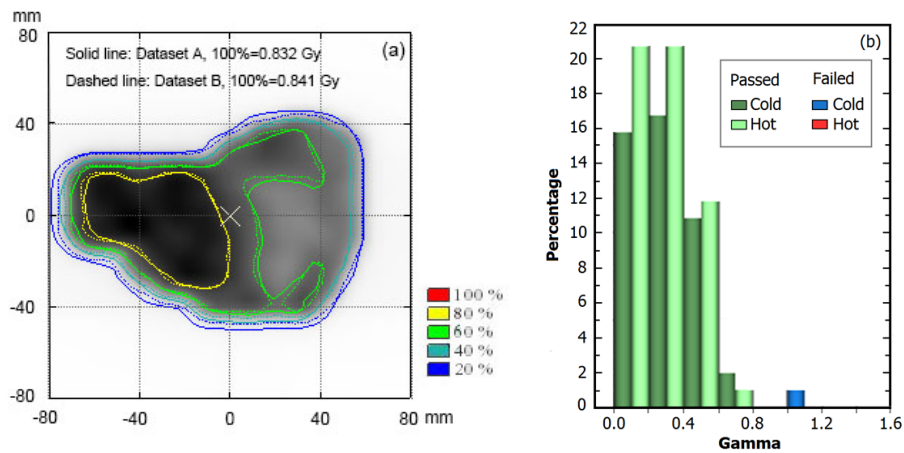 mm
80
40
0
-40
-80
-80
-40
0
40
80
mm
(a)
Solid line: Dataset A, 100%=0.832 Gy
Dashed line: Dataset B, 100%=0.841 Gy
100 %
80 %
60 %
40 %
20 %
(b)
22
20
18
16
14
12
10
8
6
4
2
0
Percentage
Passed Failed
Cold Cold
Hot Hot
0.0 0.4 0.8 1.2 1.6
Gamma